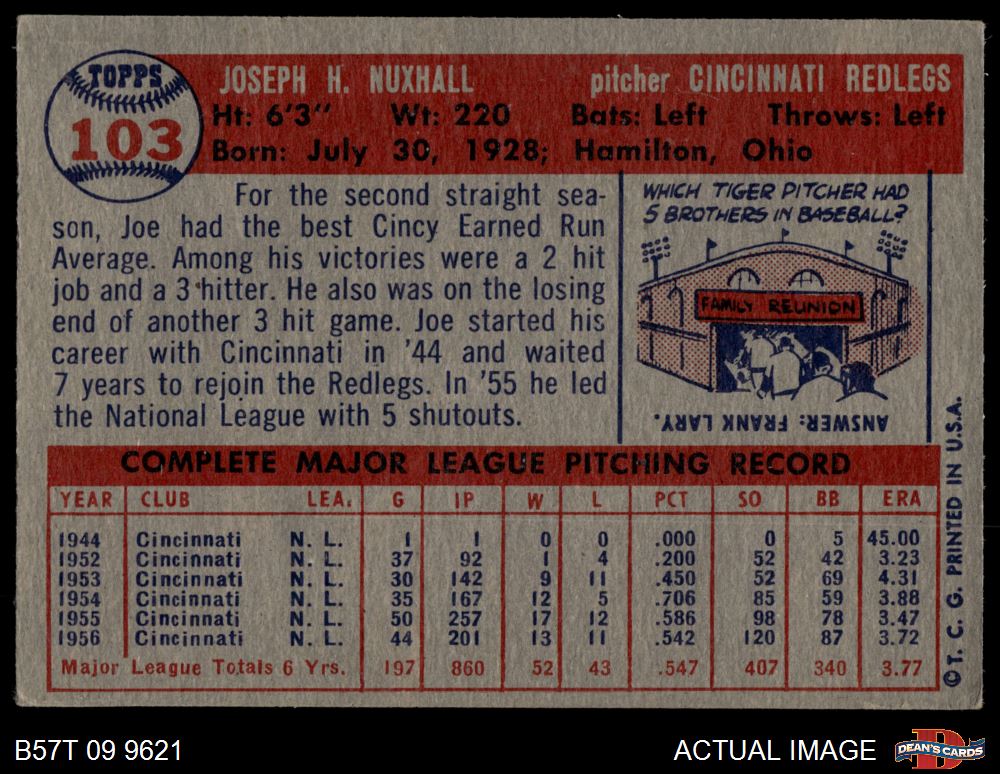 TOPPS
103
JOSEPH H. NUXHALL pitcher CINCINNATI REDLEGS
Ht: 6'3" Wt: 220 Bats: Left Throws: Left
Born: July 30, 1928; Hamilton, Ohio
For the second straight sea-
son, Joe had the best Cincy Earned Run
Average. Among his victories were a 2 hit
job and a 3 hitter. He also was on the losing
end of another 3 hit game. Joe started his
career with Cincinnati in '44 and waited
7 years to rejoin the Redlegs. In '55 he led
the National League with 5 shutouts.
WHICH TIGER PITCHER HAD
5 BROTHERS IN BASEBALL?
FAMILY REUNION
ANSWER: FRANK LARY.
COMPLETE MAJOR LEAGUE PITCHING RECORD
YEAR CLUB LEA. G IP W L PCT SO BB ERA
1944 Cincinnati N. L. 1 1 0 0 .000 0 5 45.00
1952 Cincinnati N. L. 37 92 1 4 .200 52 42 3.23
1953 Cincinnati N. L. 30 142 9 11 .450 52 69 4.31
1954 Cincinnati N. L. 35 167 12 5 .706 85 59 3.88
1955 Cincinnati N. L. 50 257 17 12 .586 98 78 3.47
1956 Cincinnati N. L. 44 201 13 11 .542 120 87 3.72
Major League Totals 6 Yrs. 197 860 52 43 .547 407 340 3.77
©T. C. G. PRINTED IN U.S.A.
B57T 09 9621 ACTUAL IMAGE
DEAN'S CARDS